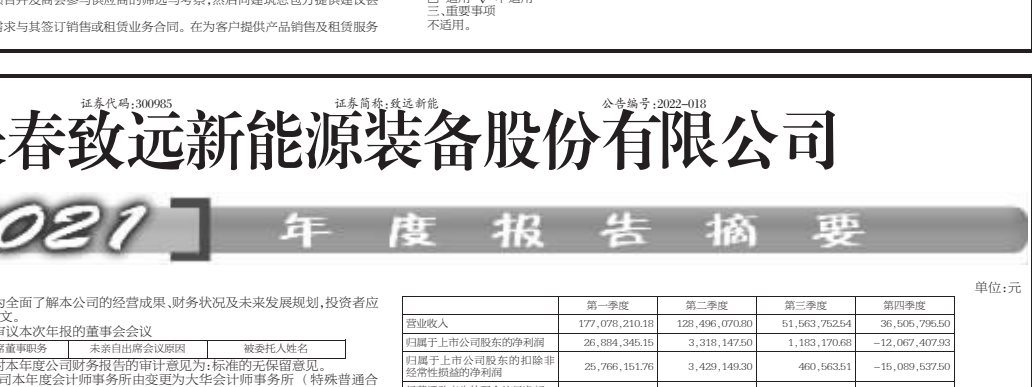 项目并及商会参与供应商的筛选与考察,然后向建筑总包方提供建议
需求与其签订销售或租赁业务合同。在为客户提供产品销售及租赁服务
三、重要事项
不适用。
证券代码:300985 证券简称:致远新能 公告编号:2022-018
春致远新能源装备股份有限公司
2021 年度报告摘要
为全面了解本公司的经营成果、财务状况及未来发展规划,投资者应
文。
审议本次年报的董事会会议
席董事职务 未亲自出席会议原因 被委托人姓名
对本年度公司财务报告的审计意见为:标准的无保留意见。
司本年度会计师事务所由变更为大华会计师事务所(特殊普通合
单位:元
第一季度 第二季度 第三季度 第四季度
营业收入 177,078,210.18 128,496,070.80 51,563,752.54 36,505,795.50
归属于上市公司股东的净利润 26,884,345.15 3,318,147.50 1,183,170.68 -12,067,407.93
归属于上市公司股东的扣除非
经常性损益的净利润 25,766,151.76 3,429,149.30 460,563.51 -15,089,537.50